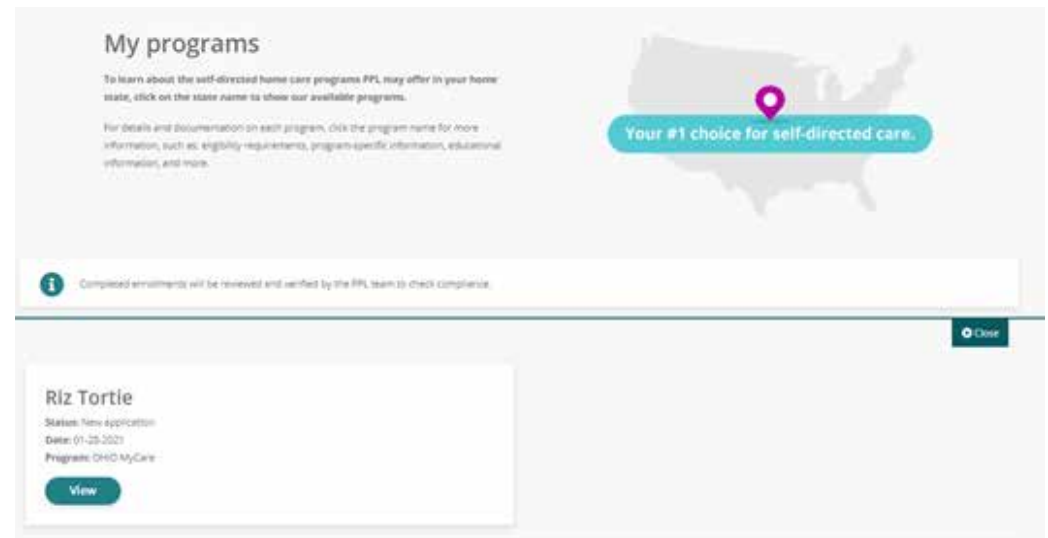 My programs
To learn about the self-directed home care programs PPL may offer in your home
state, click on the state name to show our available programs.
For details and documentation on each program, click the program name for more
information, such as; eligibility requirements, program-specific information, educational
information, and more.
Your #1 choice for self-directed care.
Completed enrollments will be reviewed and verified by the PPL team to check compliance.
Close
Riz Tortie
Status: New application
Date: 01-28-2021
Program: OHIO MyCare
View